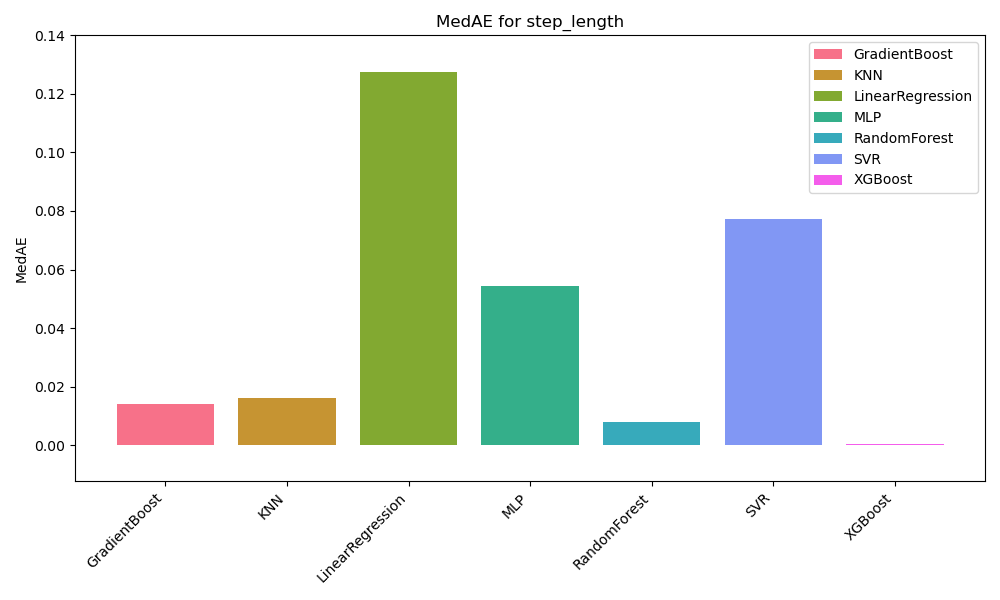 MedAE for step_length
MedAE
0.14
0.12
0.10
0.08
0.06
0.04
0.02
0.00
GradientBoost
KNN
LinearRegression
MLP
RandomForest
SVR
XGBoost
GradientBoost
KNN
LinearRegression
MLP
RandomForest
SVR
XGBoost